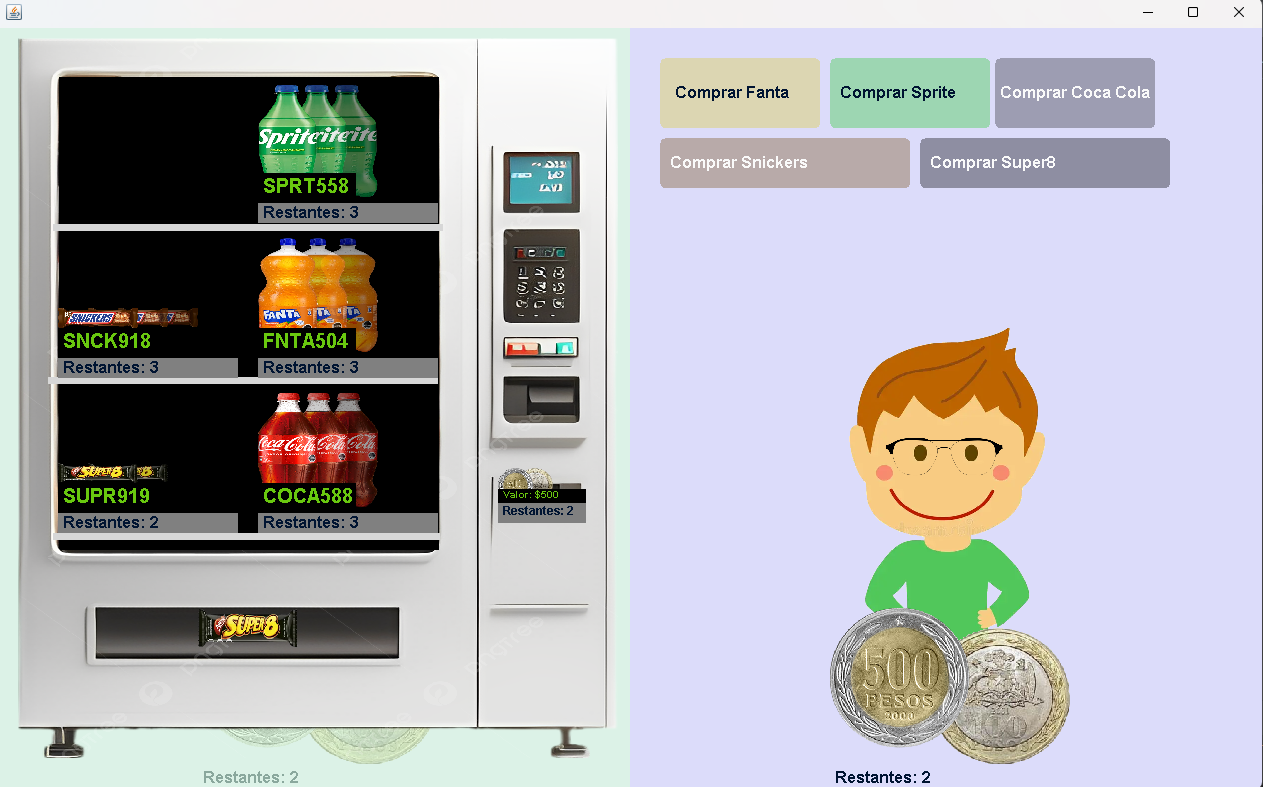 Sprite
SPRT558
Restantes: 3
SNICKERS
SNCK918
Restantes: 3
FANTA
FNTA504
Restantes: 3
SUPER8
SUPR919
Restantes: 2
Coca-Cola
COCA588
Restantes: 3
Valor: $500
Restantes: 2
SUPER8
Restantes: 2
Comprar Fanta
Comprar Sprite
Comprar Coca Cola
Comprar Snickers
Comprar Super8
500
PESOS
2000
100
Restantes: 2